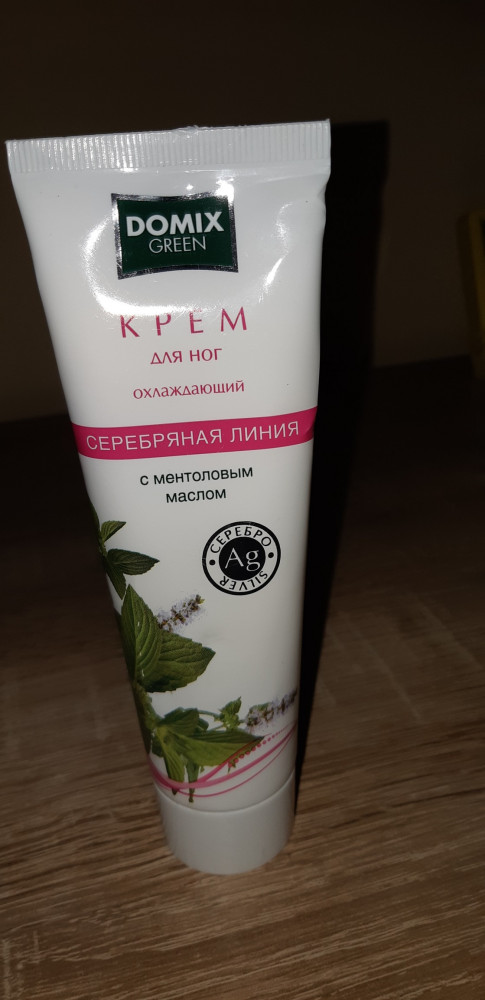 DOMIX
GREEN
КРЕМ
для ног
охлаждающий
СЕРЕБРЯНАЯ ЛИНИЯ
с ментоловым
маслом
СЕРЕБРО
Ag
SILVER